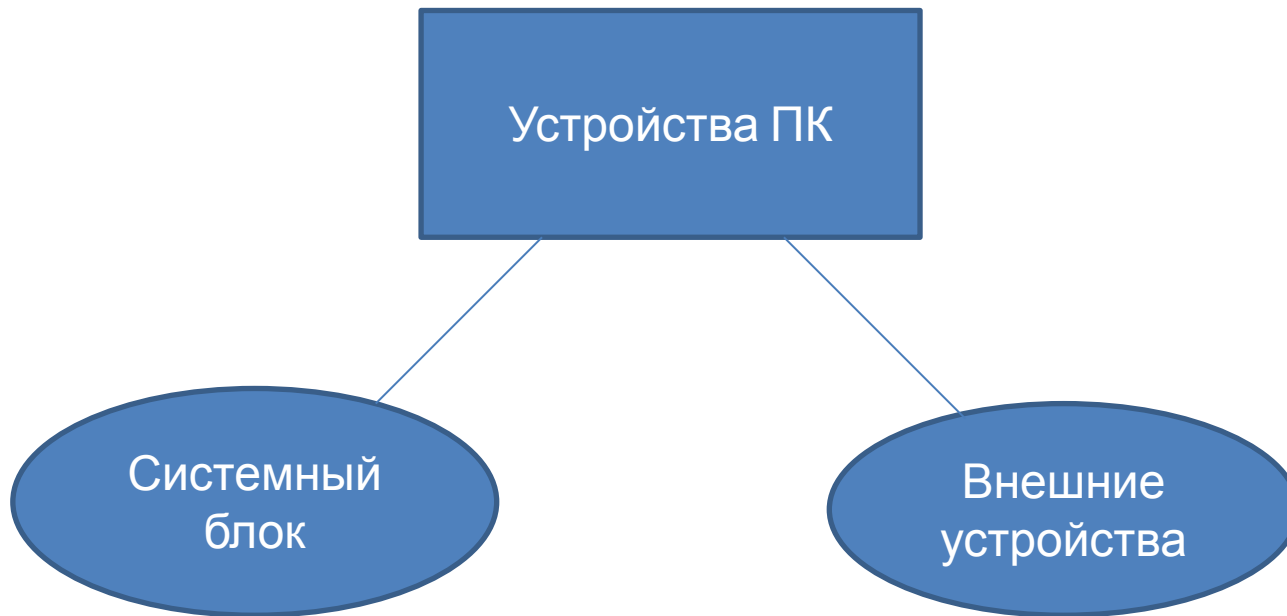 Устройства ПК
Системный
блок
Внешние
устройства